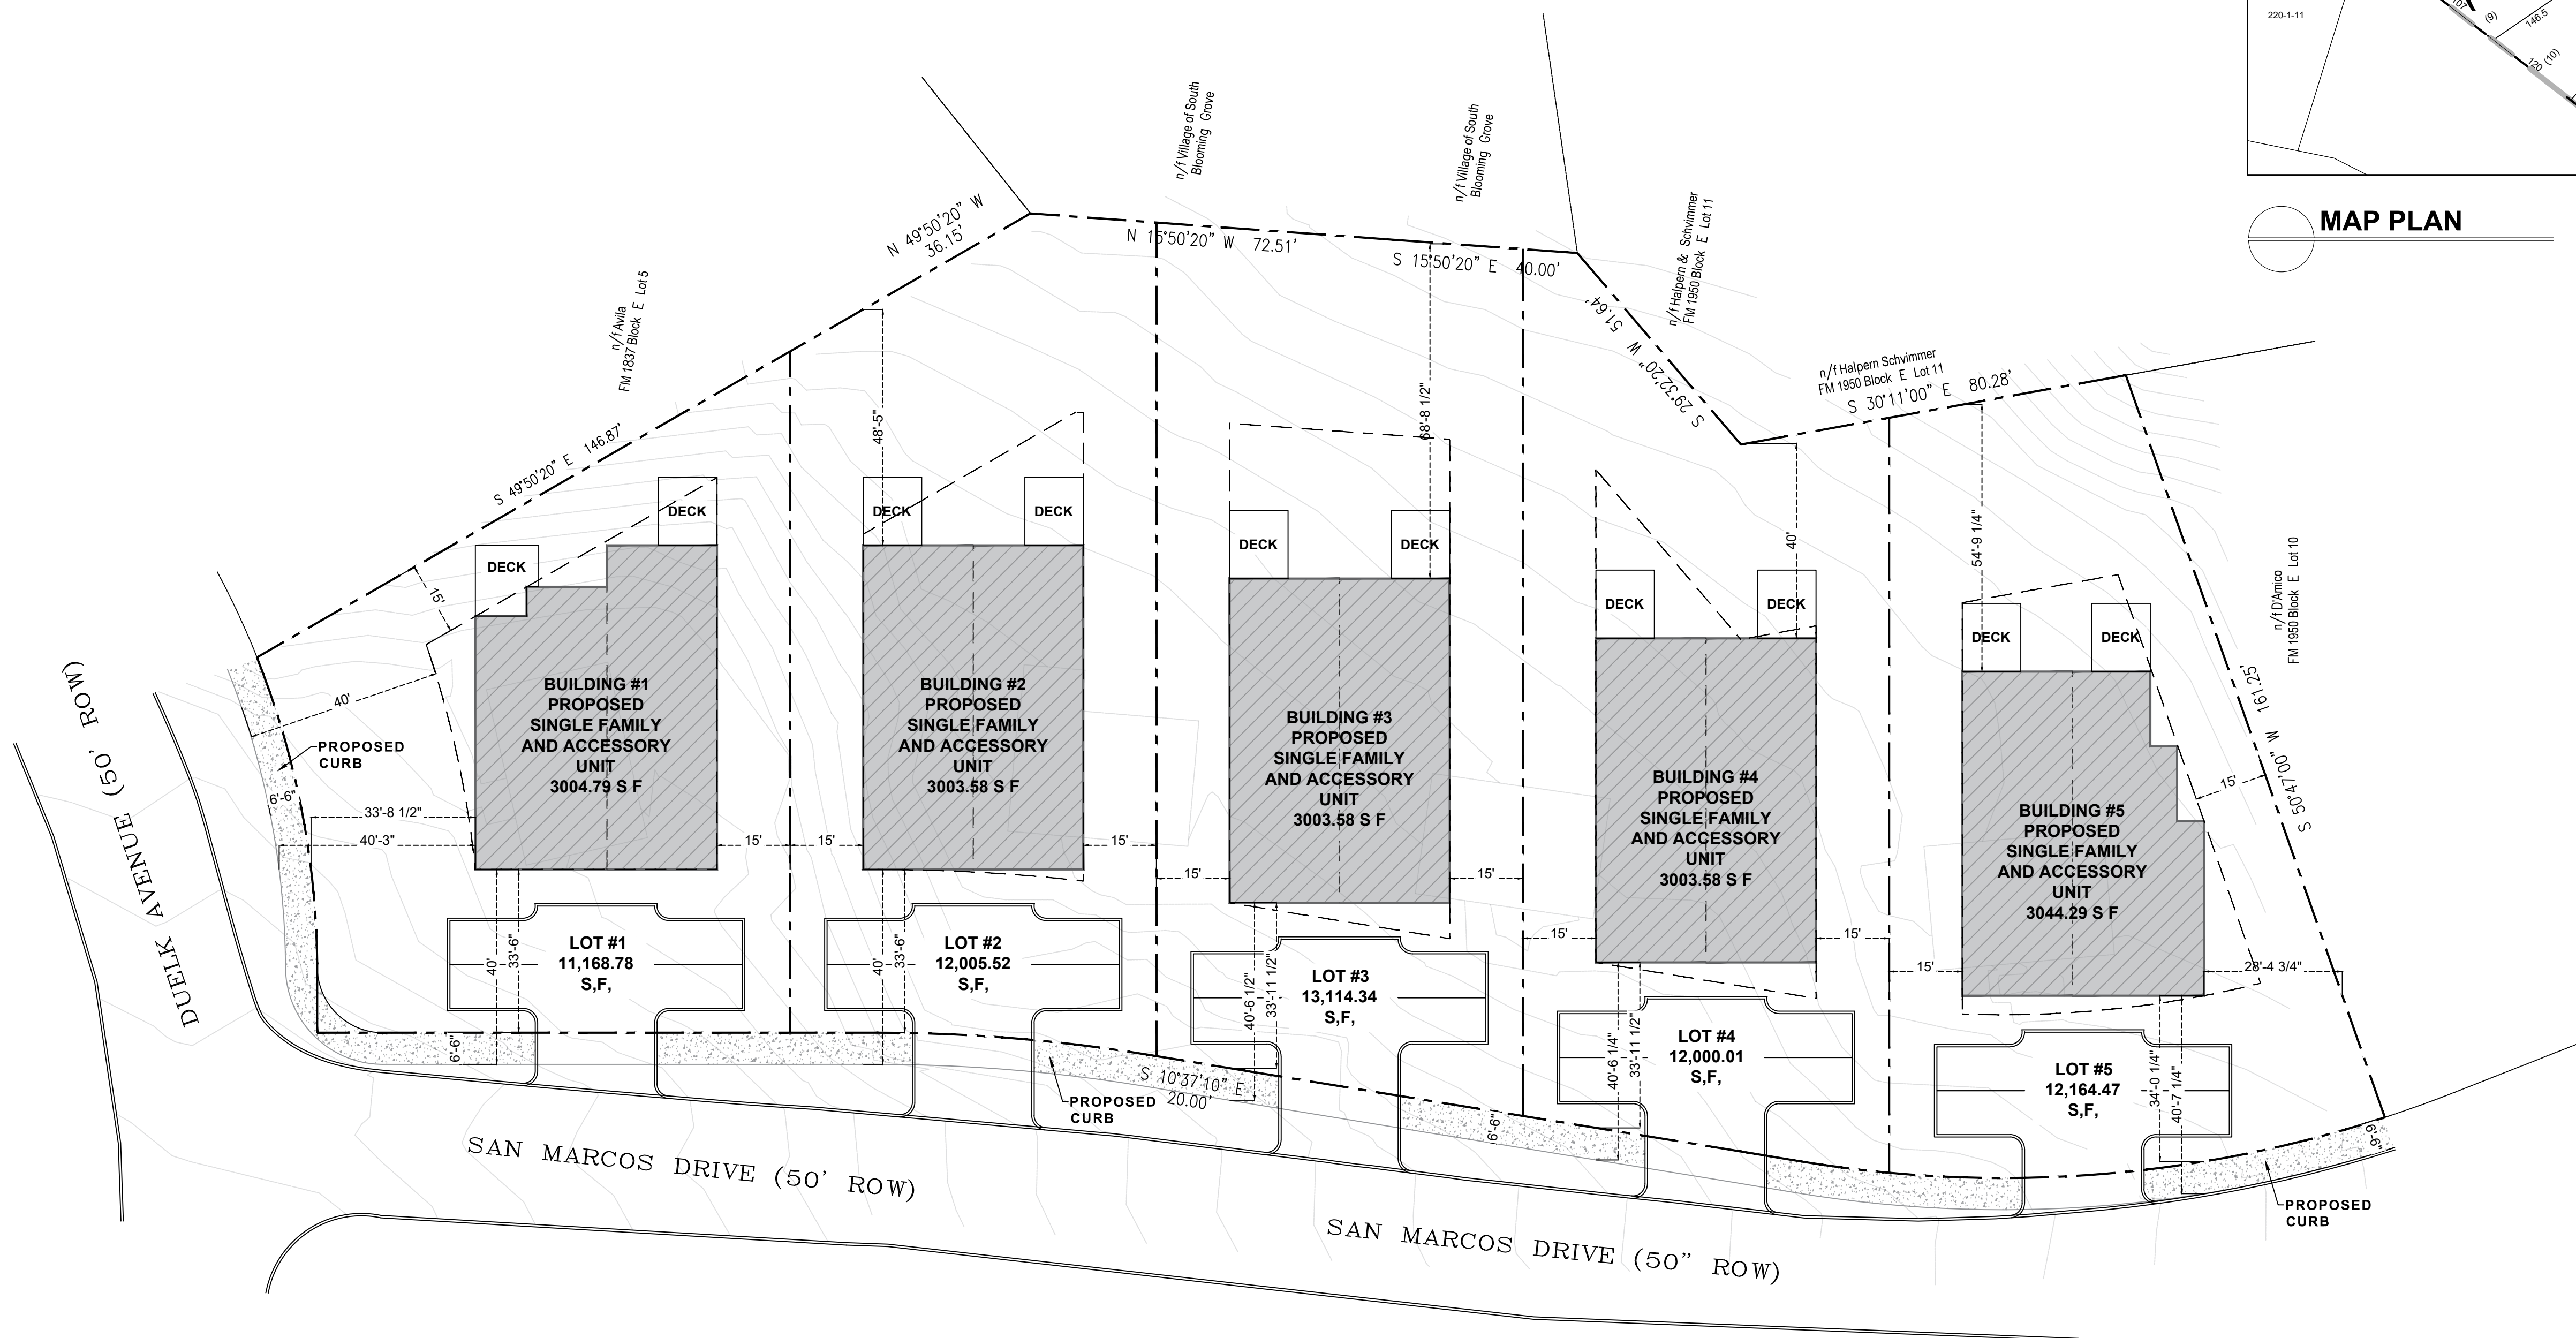 220-1-11
107
(9)
146.5
120
(10)
MAP PLAN
n/f Village of South
Blooming Grove
n/f Village of South
Blooming Grove
n/f Halpern & Schvimmer
FM 1950 Block E Lot 11
n/f Avila
FM 1837 Block E Lot 5
N 49°50'20" W
36.15'
N 15°50'20" W 72.51'
S 15°50'20" E 40.00'
51.64'
S 29°32'20" W
n/f Halpern Schvimmer
FM 1950 Block E Lot 11
S 30°11'00" E 80.28'
S 49°50'20" E 146.87'
48'-5"
68'-8 1/2"
40'
54'-9 1/4"
n/f D'Amico
FM 1950 Block E Lot 10
S 50°47'00" W 161.25'
DECK
DECK
DECK
DECK
DECK
DECK
DECK
DECK
DECK
DECK
15'
40'
15'
PROPOSED
CURB
6'-6"
33'-8 1/2"
40'-3"
DUELK AVENUE (50' ROW)
BUILDING #1
PROPOSED
SINGLE FAMILY
AND ACCESSORY
UNIT
3004.79 S F
BUILDING #2
PROPOSED
SINGLE FAMILY
AND ACCESSORY
UNIT
3003.58 S F
BUILDING #3
PROPOSED
SINGLE FAMILY
AND ACCESSORY
UNIT
3003.58 S F
BUILDING #4
PROPOSED
SINGLE FAMILY
AND ACCESSORY
UNIT
3003.58 S F
BUILDING #5
PROPOSED
SINGLE FAMILY
AND ACCESSORY
UNIT
3044.29 S F
15'
15'
15'
15'
15'
15'
15'
15'
28'-4 3/4"
40'
33'-6"
LOT #1
11,168.78
S,F,
40'
33'-6"
LOT #2
12,005.52
S,F,
40'-6 1/2"
33'-11 1/2"
LOT #3
13,114.34
S,F,
40'-6 1/4"
33'-11 1/2"
LOT #4
12,000.01
S,F,
LOT #5
12,164.47
S,F,
34'-0 1/4"
40'-7 1/4"
6'-6"
S 10°37'10" E
20.00'
PROPOSED
CURB
6'-6"
6'-6"
PROPOSED
CURB
SAN MARCOS DRIVE (50' ROW)
SAN MARCOS DRIVE (50" ROW)